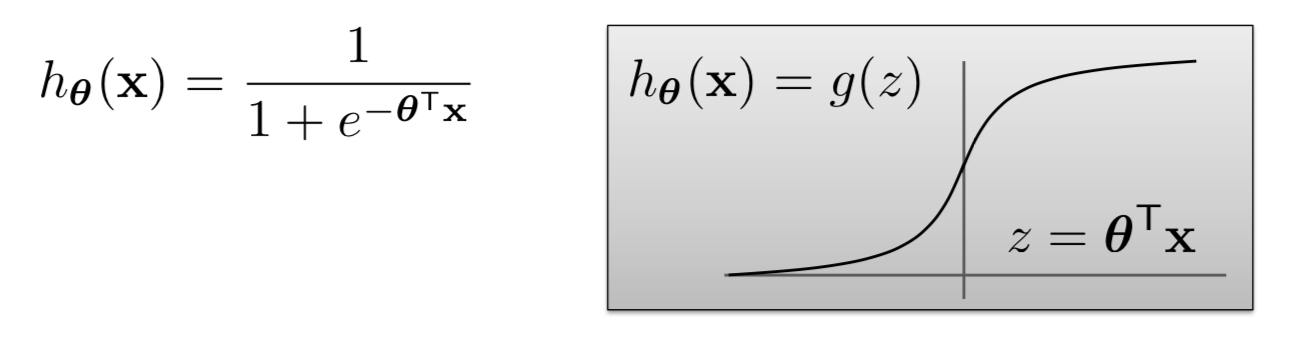 h_𝜽(𝐱) = 1 / (1 + e^{−𝜽^⊤𝐱})
h_𝜽(𝐱) = g(z)
z = 𝜽^⊤𝐱